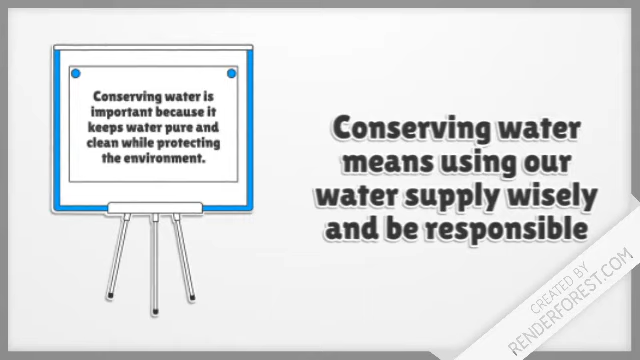 Conserving water is
important because it
keeps water pure and
clean while protecting
the environment.
Conserving water
means using our
water supply wisely
and be responsible
CREATED BY
RENDERFOREST.COM